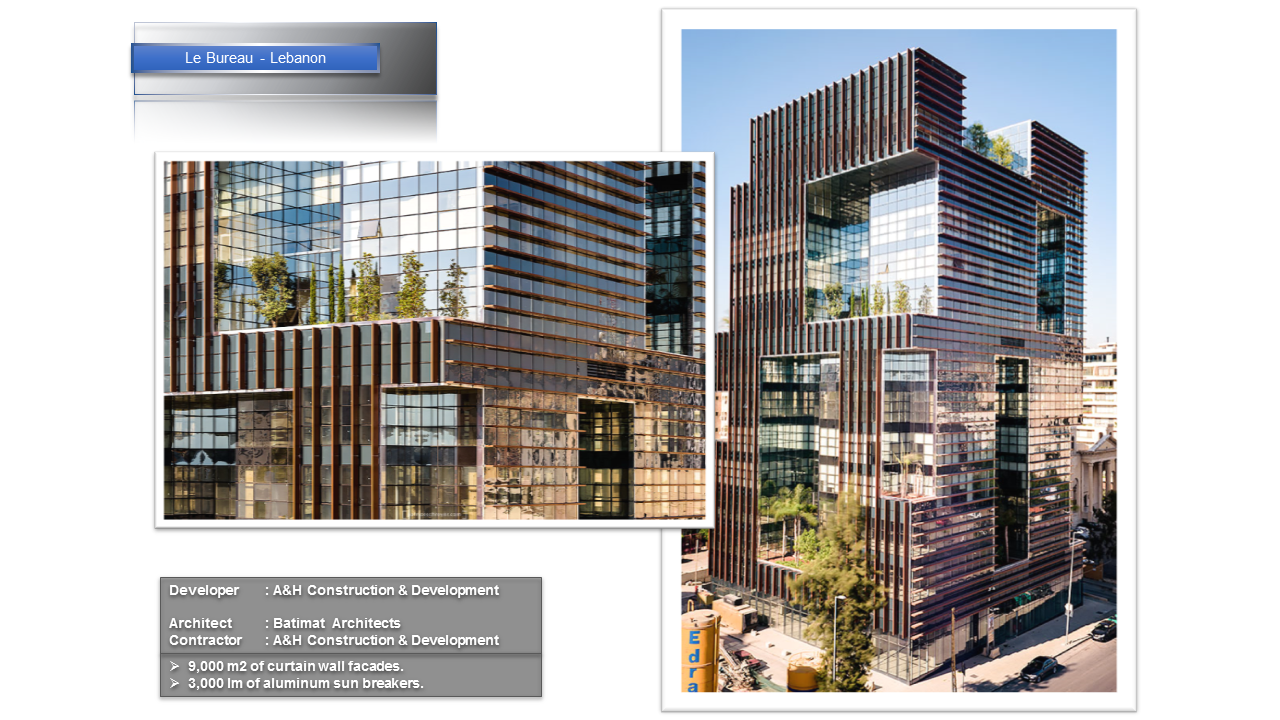 Le Bureau - Lebanon
Developer : A&H Construction & Development
Architect : Batimat Architects
Contractor : A&H Construction & Development
➢ 9,000 m2 of curtain wall facades.
➢ 3,000 lm of aluminum sun breakers.
Edra